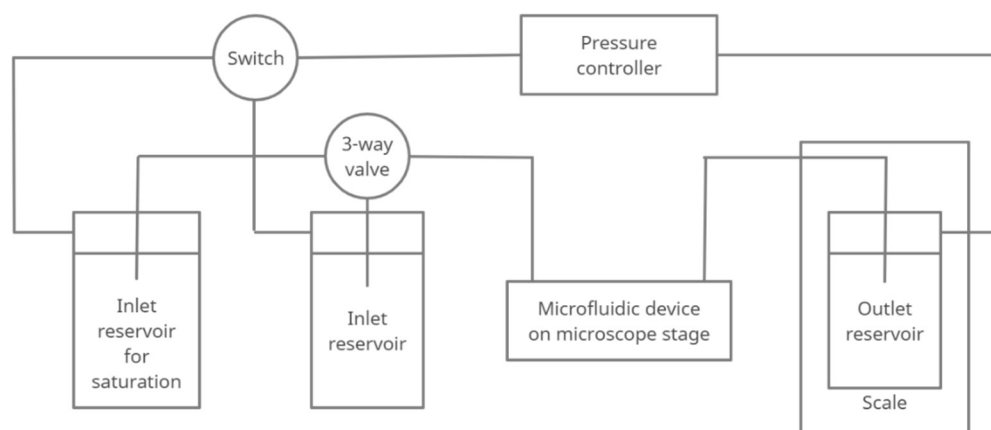 Switch
Pressure
controller
3-way
valve
Inlet
reservoir
for
saturation
Inlet
reservoir
Microfluidic device
on microscope stage
Outlet
reservoir
Scale